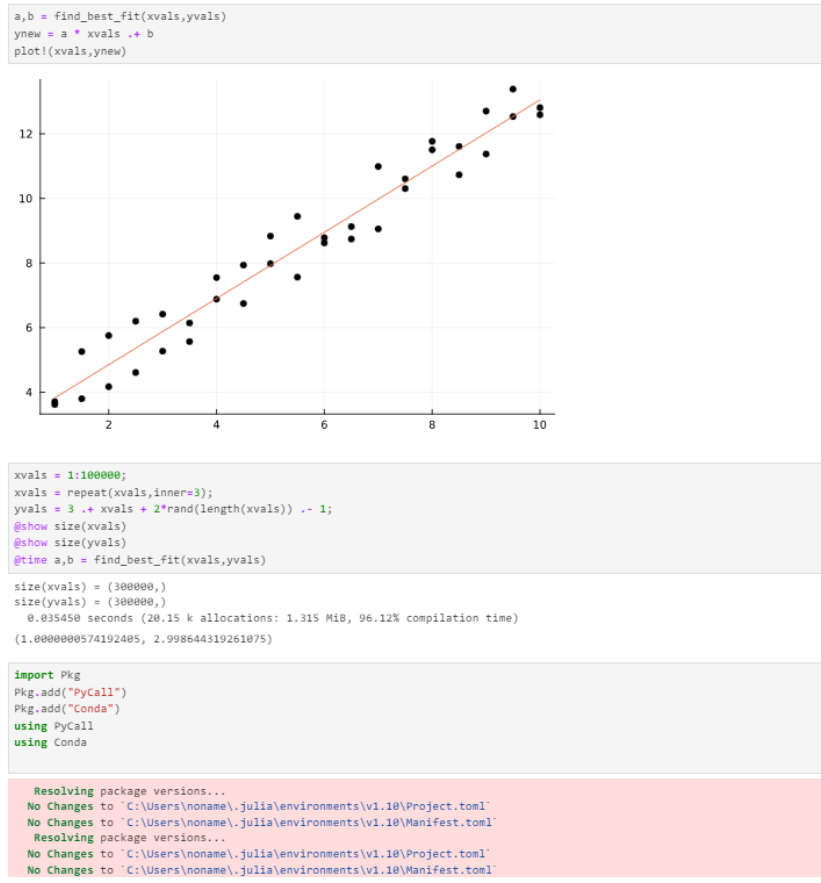 a,b = find_best_fit(xvals,yvals)
ynew = a * xvals .+ b
plot!(xvals,ynew)
12
10
8
6
4
2 4 6 8 10
xvals = 1:100000;
xvals = repeat(xvals,inner=3);
yvals = 3 .+ xvals + 2*rand(length(xvals)) .- 1;
@show size(xvals)
@show size(yvals)
@time a,b = find_best_fit(xvals,yvals)
size(xvals) = (300000,)
size(yvals) = (300000,)
0.035450 seconds (20.15 k allocations: 1.315 MiB, 96.12% compilation time)
(1.0000000574192405, 2.998644319261075)
import Pkg
Pkg.add("PyCall")
Pkg.add("Conda")
using PyCall
using Conda
Resolving package versions...
No Changes to `C:\Users\noname\.julia\environments\v1.10\Project.toml`
No Changes to `C:\Users\noname\.julia\environments\v1.10\Manifest.toml`
Resolving package versions...
No Changes to `C:\Users\noname\.julia\environments\v1.10\Project.toml`
No Changes to `C:\Users\noname\.julia\environments\v1.10\Manifest.toml`